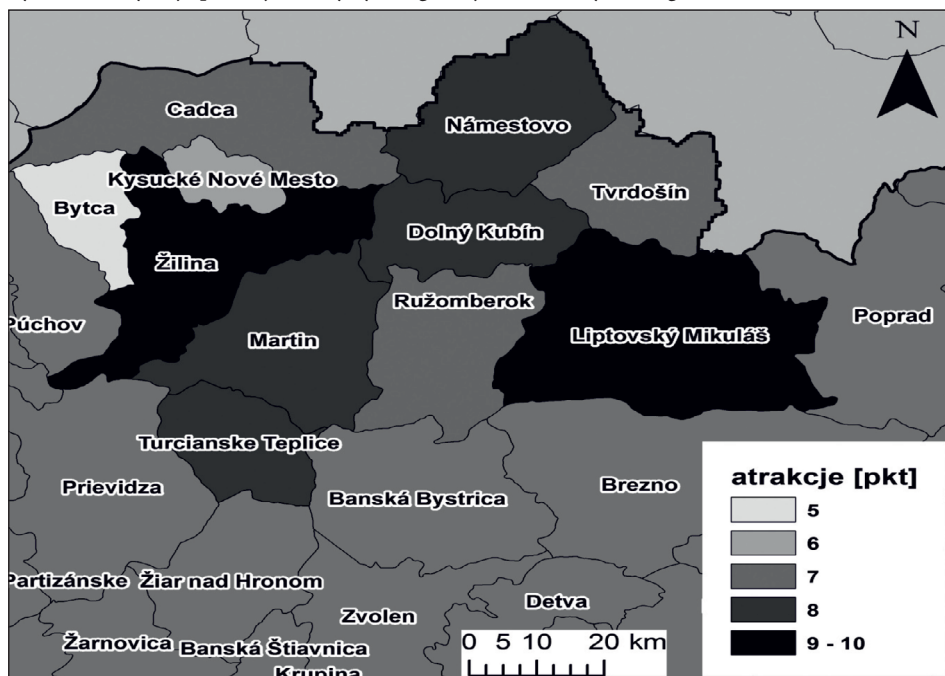 N
Cadca
Námestovo
Kysucké Nové Mesto
Tvrdošín
Bytca
Dolný Kubín
Žilina
Ružomberok
Púchov
Poprad
Martin
Liptovský Mikuláš
Turcianske Teplice
Prievidza
Banská Bystrica
Brezno
Partizánske
Žiar nad Hronom
Zvolen
Detva
Žarnovica
Banská Štiavnica
Krupina
atrakcje [pkt]
5
6
7
8
9 - 10
0 5 10 20 km